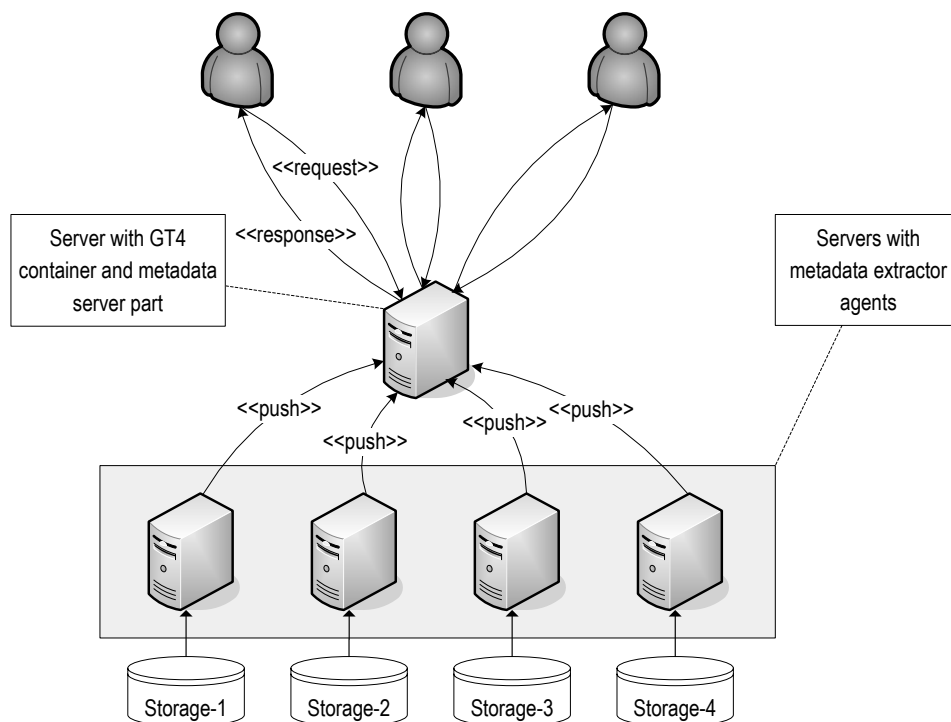 <<request>>
<<response>>
Server with GT4
container and metadata
server part
Servers with
metadata extractor
agents
<<push>>
<<push>>
<<push>>
<<push>>
Storage-1
Storage-2
Storage-3
Storage-4